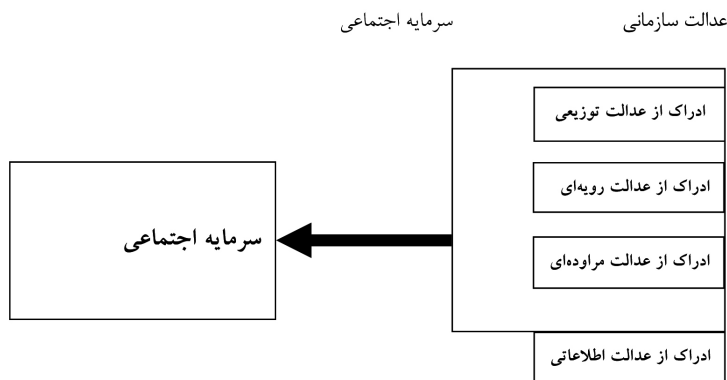 عدالت سازمانی
سرمایه اجتماعی
ادراک از عدالت توزیعی
ادراک از عدالت رویه‌ای
ادراک از عدالت مراوده‌ای
ادراک از عدالت اطلاعاتی
سرمایه اجتماعی